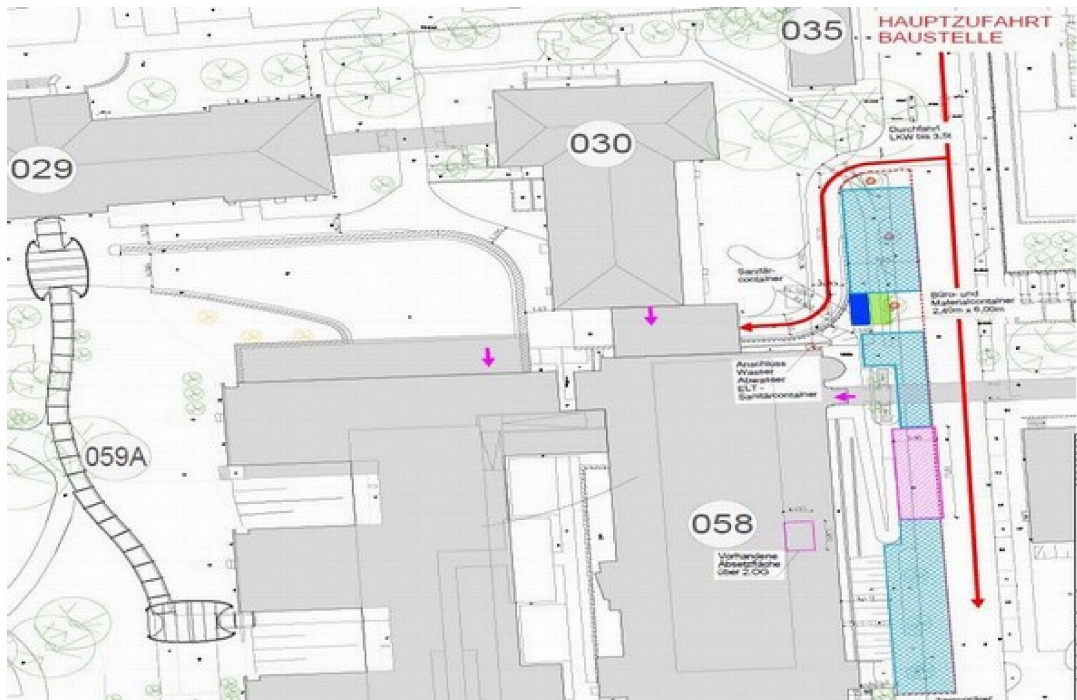 035
HAUPTZUFAHRT
BAUSTELLE
Durchfahrt
LKW bis 3,5t
029
030
Sanitär-
container
Büro- und
Materialcontainer
2,40m x 6,00m
Anschluss
Wasser
Abwasser
ELT -
Sanitärcontainer
059A
058
Vorhandene
Absetzfläche
über 2.OG